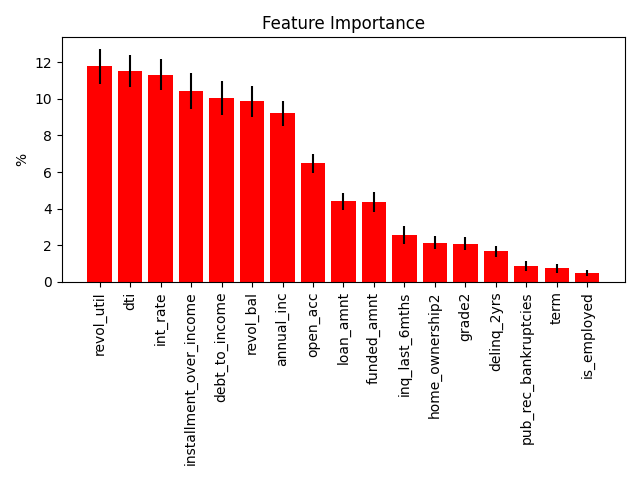 Feature Importance
%
12
10
8
6
4
2
0
revol_util
dti
int_rate
installment_over_income
debt_to_income
revol_bal
annual_inc
open_acc
loan_amnt
funded_amnt
inq_last_6mths
home_ownership2
grade2
delinq_2yrs
pub_rec_bankruptcies
term
is_employed